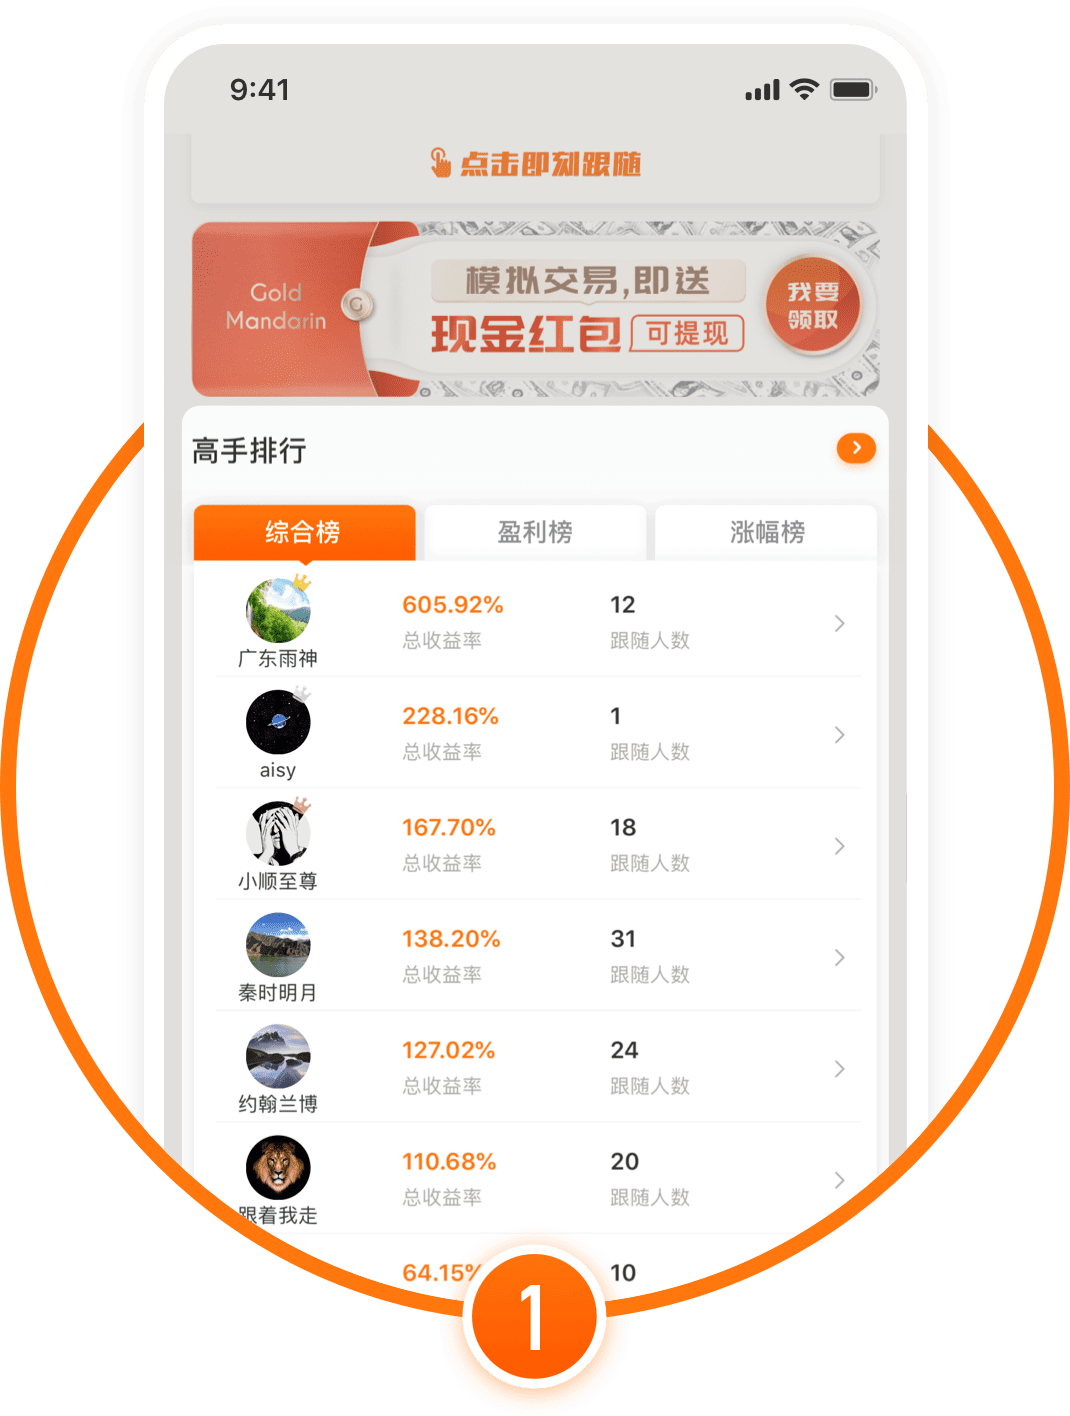 9:41
点击即刻跟随
Gold
Mandarin
G
模拟交易,即送
现金红包 可提现
我要
领取
高手排行
综合榜 盈利榜 涨幅榜
605.92% 12
总收益率 跟随人数
广东雨神
228.16% 1
总收益率 跟随人数
aisy
167.70% 18
总收益率 跟随人数
小顺至尊
138.20% 31
总收益率 跟随人数
秦时明月
127.02% 24
总收益率 跟随人数
约翰兰博
110.68% 20
总收益率 跟随人数
跟着我走
64.15% 10
1